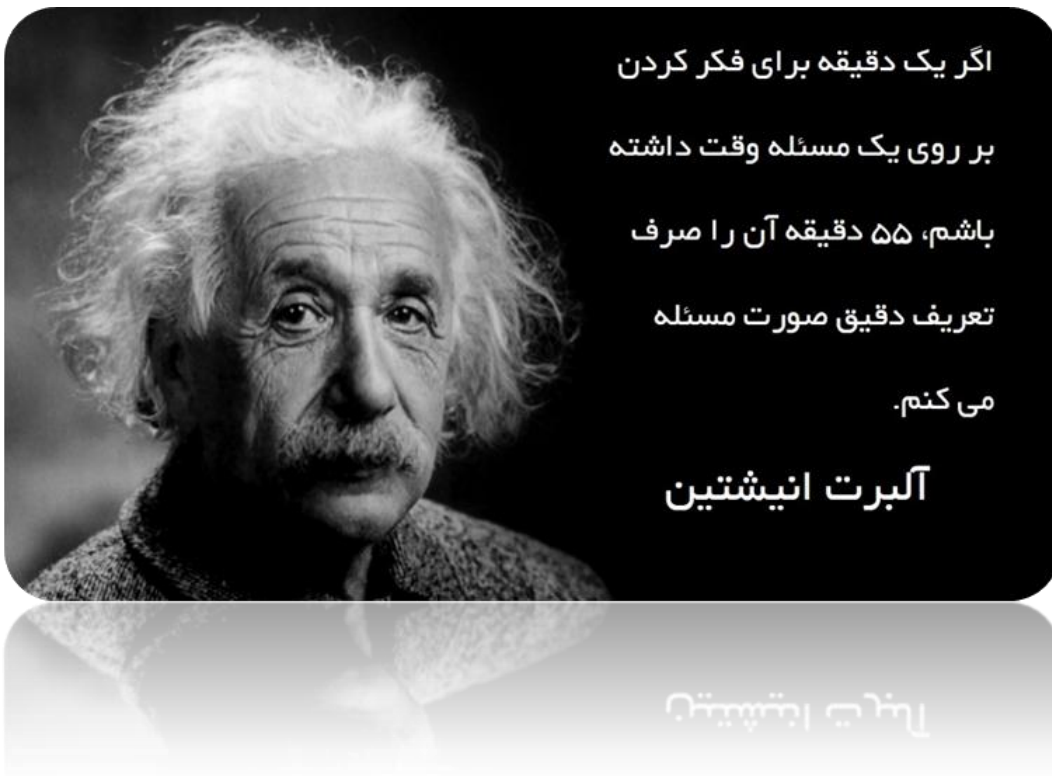 اگر یک دقیقه برای فکر کردن
بر روی یک مسئله وقت داشته
باشم، ۵۵ دقیقه آن را صرف
تعریف دقیق صورت مسئله
می کنم.
آلبرت انیشتین